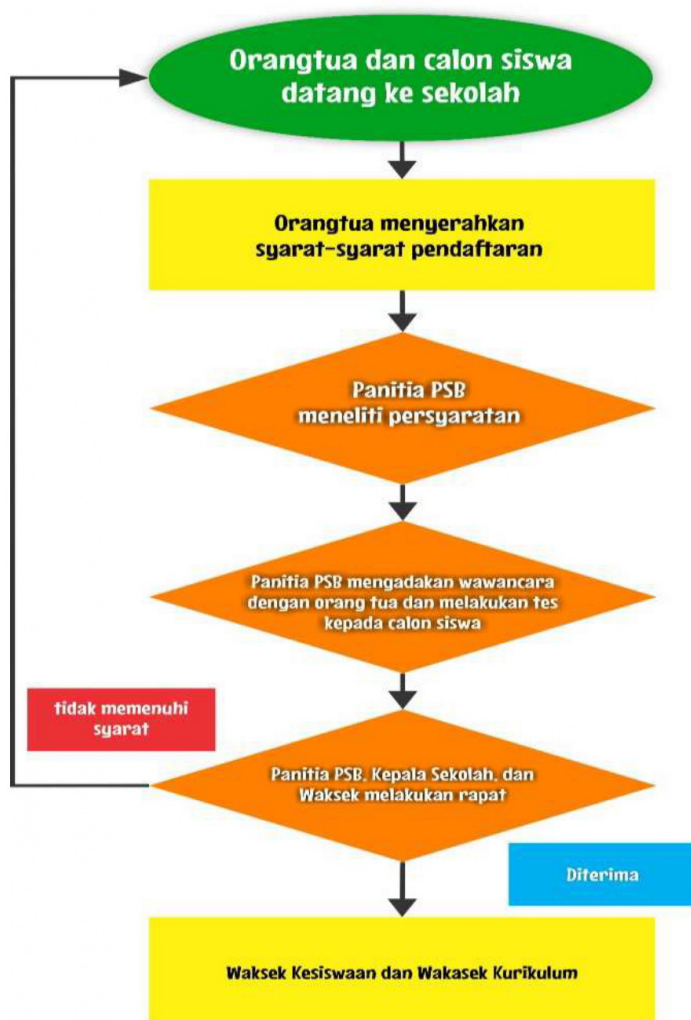 Orangtua dan calon siswa
datang ke sekolah
Orangtua menyerahkan
syarat-syarat pendaftaran
Panitia PSB
meneliti persyaratan
Panitia PSB mengadakan wawancara
dengan orang tua dan melakukan tes
kepada calon siswa
tidak memenuhi
syarat
Panitia PSB, Kepala Sekolah, dan
Waksek melakukan rapat
Diterima
Waksek Kesiswaan dan Wakasek Kurikulum